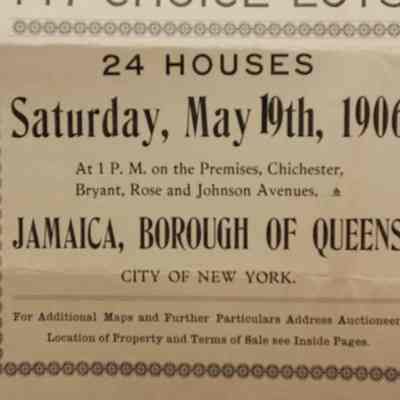 CHOICE LOTS
24 HOUSES
Saturday, May 19th, 1906
At 1 P. M. on the Premises, Chichester,
Bryant, Rose and Johnson Avenues.
JAMAICA, BOROUGH OF QUEENS
CITY OF NEW YORK.
For Additional Maps and Further Particulars Address Auctioneer
Location of Property and Terms of Sale see Inside Pages.